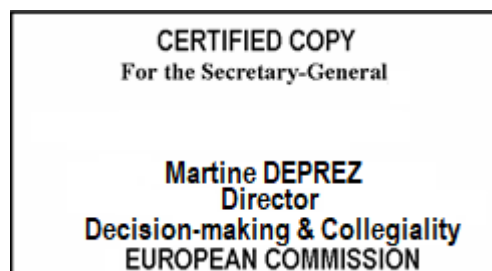 CERTIFIED COPY
For the Secretary-General
Martine DEPREZ
Director
Decision-making & Collegiality
EUROPEAN COMMISSION